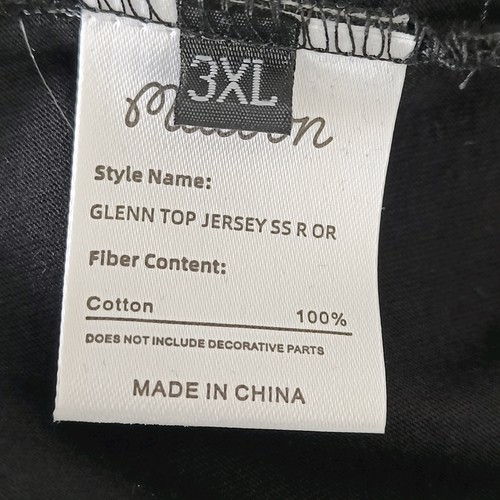 3XL
Style Name:
GLENN TOP JERSEY SS R OR
Fiber Content:
Cotton 100%
DOES NOT INCLUDE DECORATIVE PARTS
MADE IN CHINA